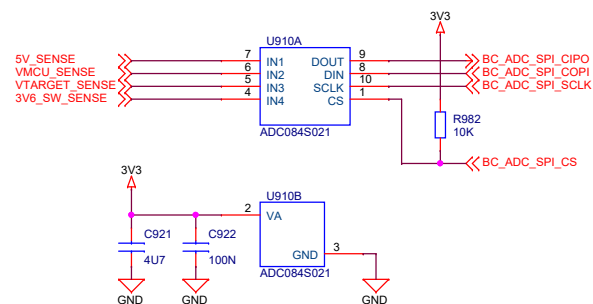 3V3
U910A
5V_SENSE 7 IN1 DOUT 9 BC_ADC_SPI_CIPO
VMCU_SENSE 6 IN2 DIN 8 BC_ADC_SPI_COPI
VTARGET_SENSE 5 IN3 SCLK 10 BC_ADC_SPI_SCLK
3V6_SW_SENSE 4 IN4 CS 1
ADC084S021
R982
10K
BC_ADC_SPI_CS
3V3
U910B
2 VA
C921
4U7
C922
100N
GND 3
ADC084S021
GND GND GND